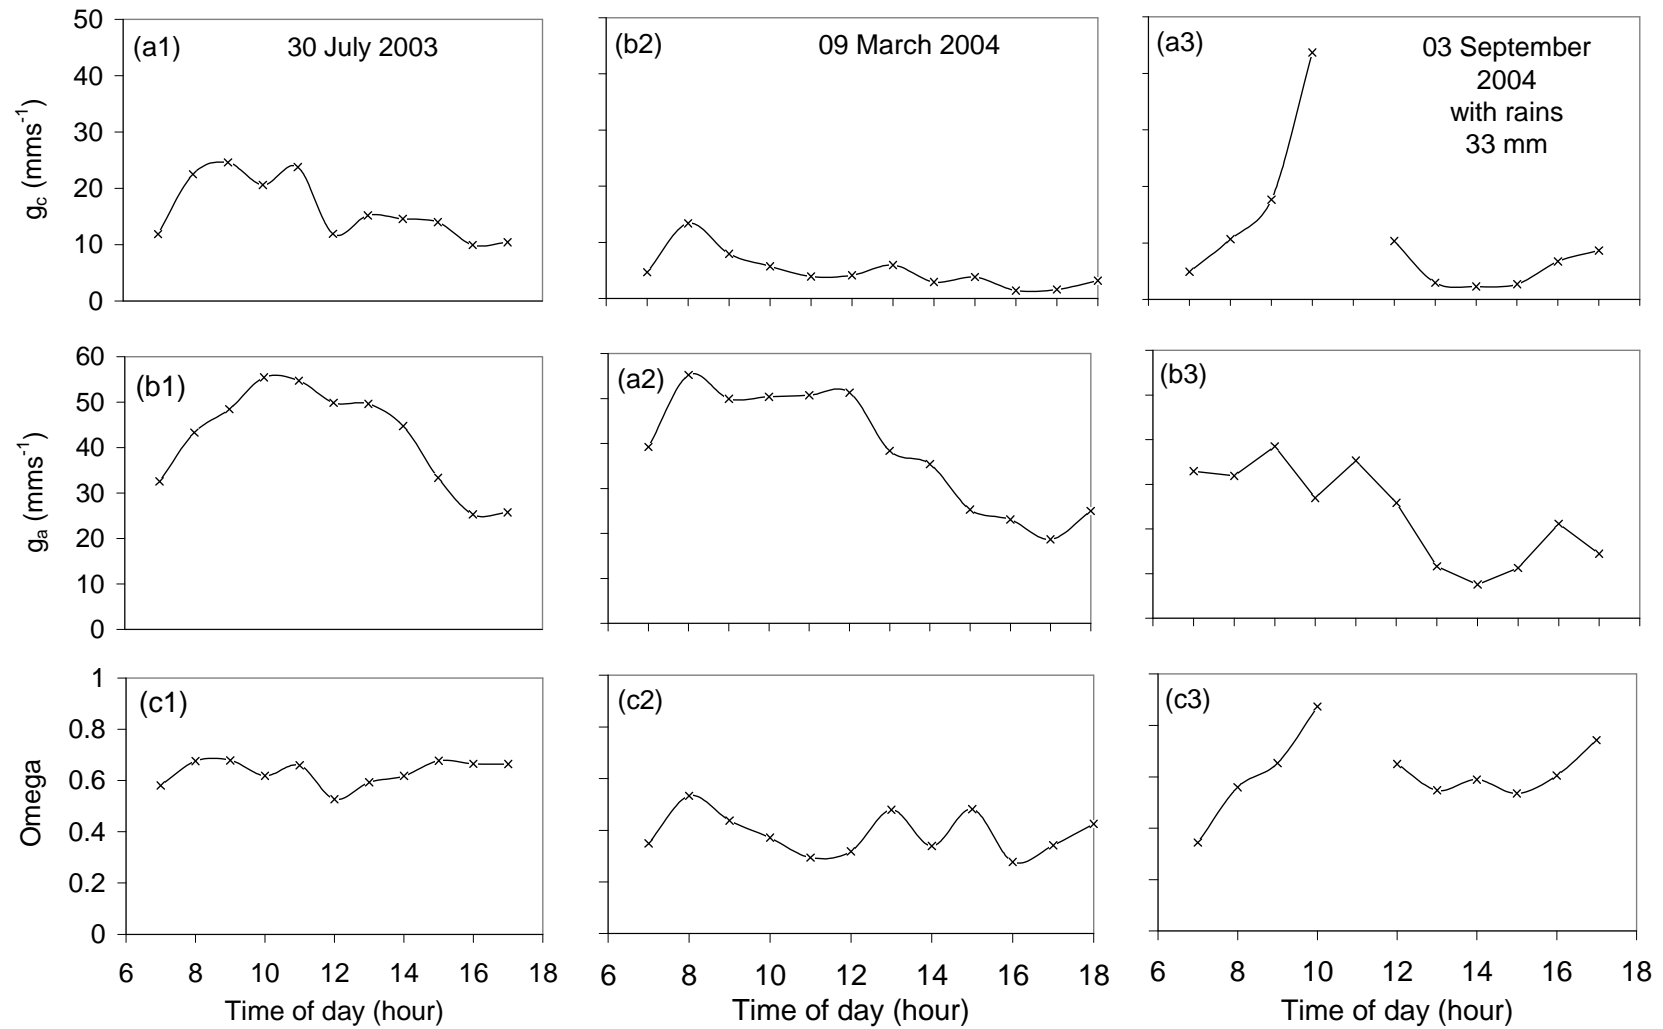 (a1) 30 July 2003
50
40
30
20
10
0
gc (mms-1)
(b2) 09 March 2004
(a3) 03 September
2004
with rains
33 mm
(b1)
60
50
40
30
20
10
0
ga (mms-1)
(a2)
(b3)
(c1)
1
0.8
0.6
0.4
0.2
0
Omega
6 8 10 12 14 16 18
Time of day (hour)
(c2)
6 8 10 12 14 16 18
Time of day (hour)
(c3)
6 8 10 12 14 16 18
Time of day (hour)